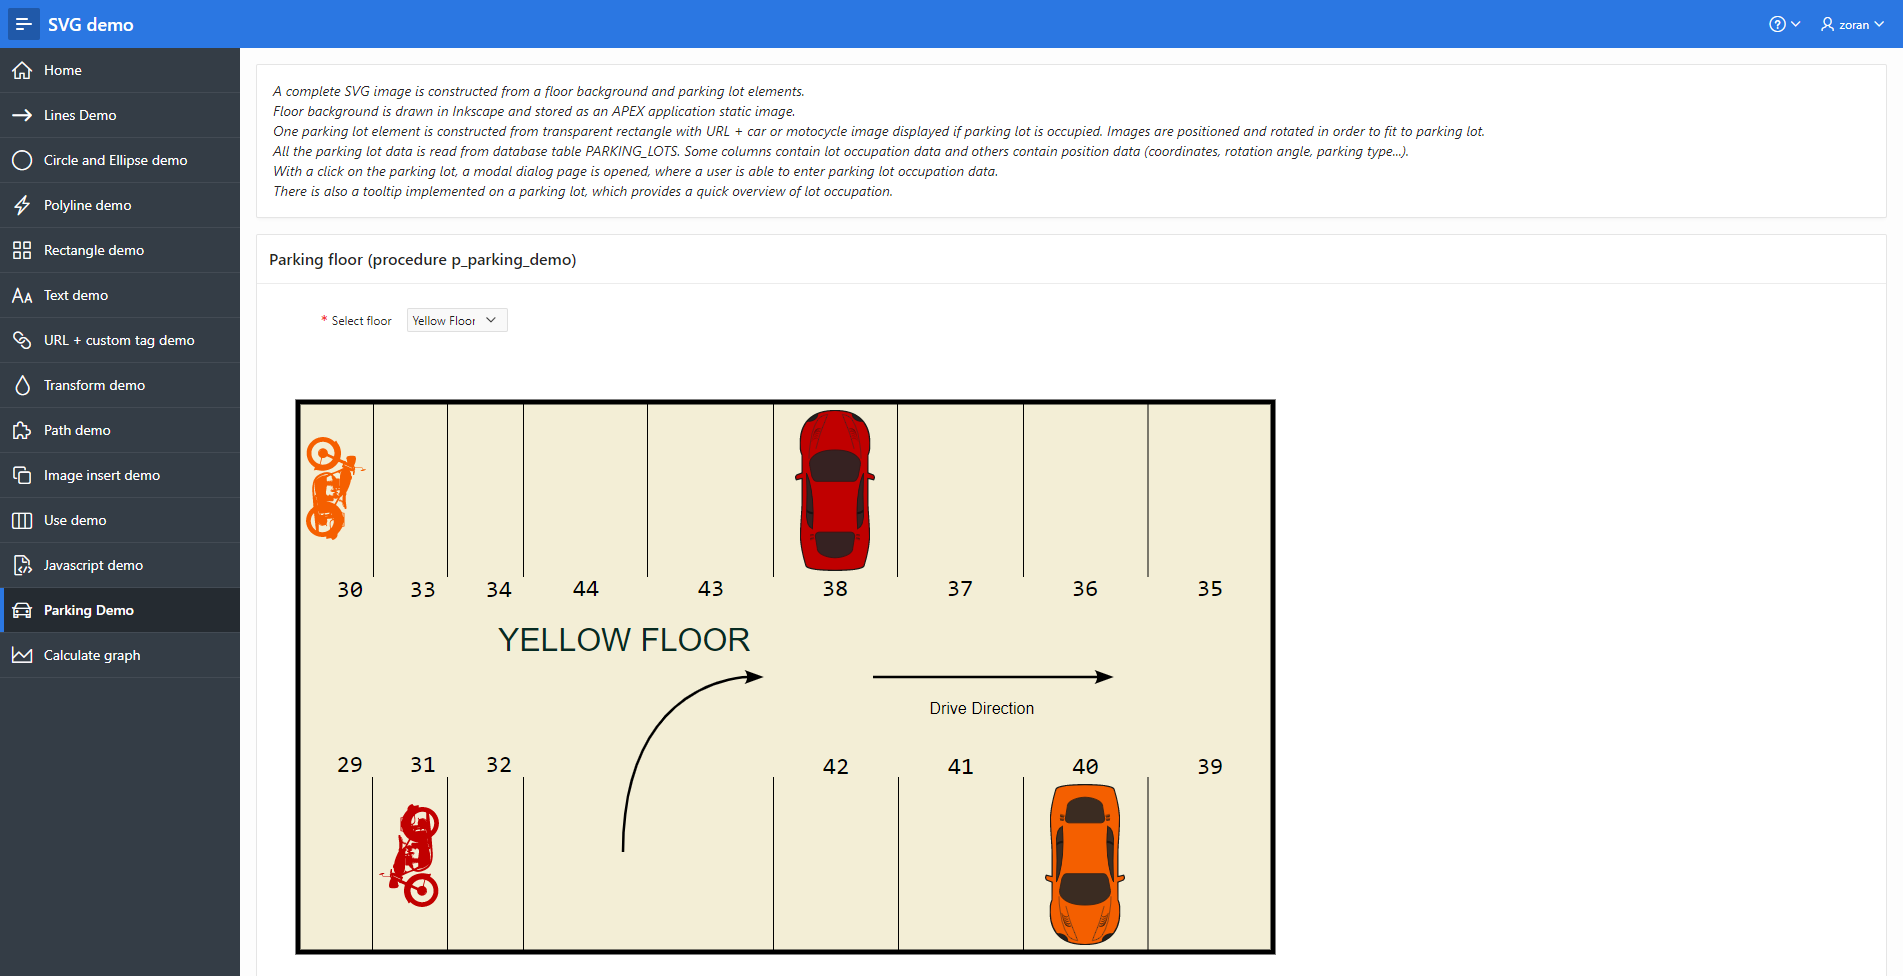 SVG demo
zoran
Home
Lines Demo
Circle and Ellipse demo
Polyline demo
Rectangle demo
Text demo
URL + custom tag demo
Transform demo
Path demo
Image insert demo
Use demo
Javascript demo
Parking Demo
Calculate graph
A complete SVG image is constructed from a floor background and parking lot elements.
Floor background is drawn in Inkscape and stored as an APEX application static image.
One parking lot element is constructed from transparent rectangle with URL + car or motocycle image displayed if parking lot is occupied. Images are positioned and rotated in order to fit to parking lot.
All the parking lot data is read from database table PARKING_LOTS. Some columns contain lot occupation data and others contain position data (coordinates, rotation angle, parking type...).
With a click on the parking lot, a modal dialog page is opened, where a user is able to enter parking lot occupation data.
There is also a tooltip implemented on a parking lot, which provides a quick overview of lot occupation.
Parking floor (procedure p_parking_demo)
* Select floor Yellow Floor
30 33 34 44 43 38 37 36 35
YELLOW FLOOR
Drive Direction
29 31 32 42 41 40 39